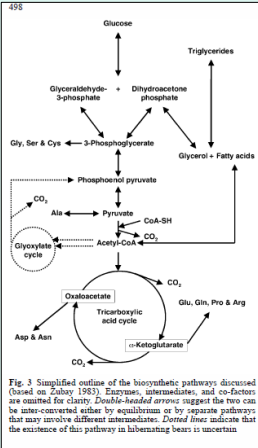 498
Glucose
Triglycerides
Glyceraldehyde- + Dihydroacetone
3-phosphate phosphate
Gly, Ser & Cys 3-Phosphoglycerate
Glycerol + Fatty acids
Phosphoenol pyruvate
CO2
Ala Pyruvate
CoA-SH
CO2
Glyoxylate
cycle
Acetyl-CoA
CO2
Oxaloacetate
Tricarboxylic
acid cycle
Glu, Gln, Pro & Arg
Asp & Asn
α-Ketoglutarate
CO2
Fig. 3 Simplified outline of the biosynthetic pathways discussed
(based on Zubay 1983). Enzymes, intermediates, and co-factors
are omitted for clarity. Double-headed arrows suggest the two can
be inter-converted either by equilibrium or by separate pathways
that may involve different intermediates. Dotted lines indicate that
the existence of this pathway in hibernating bears is uncertain